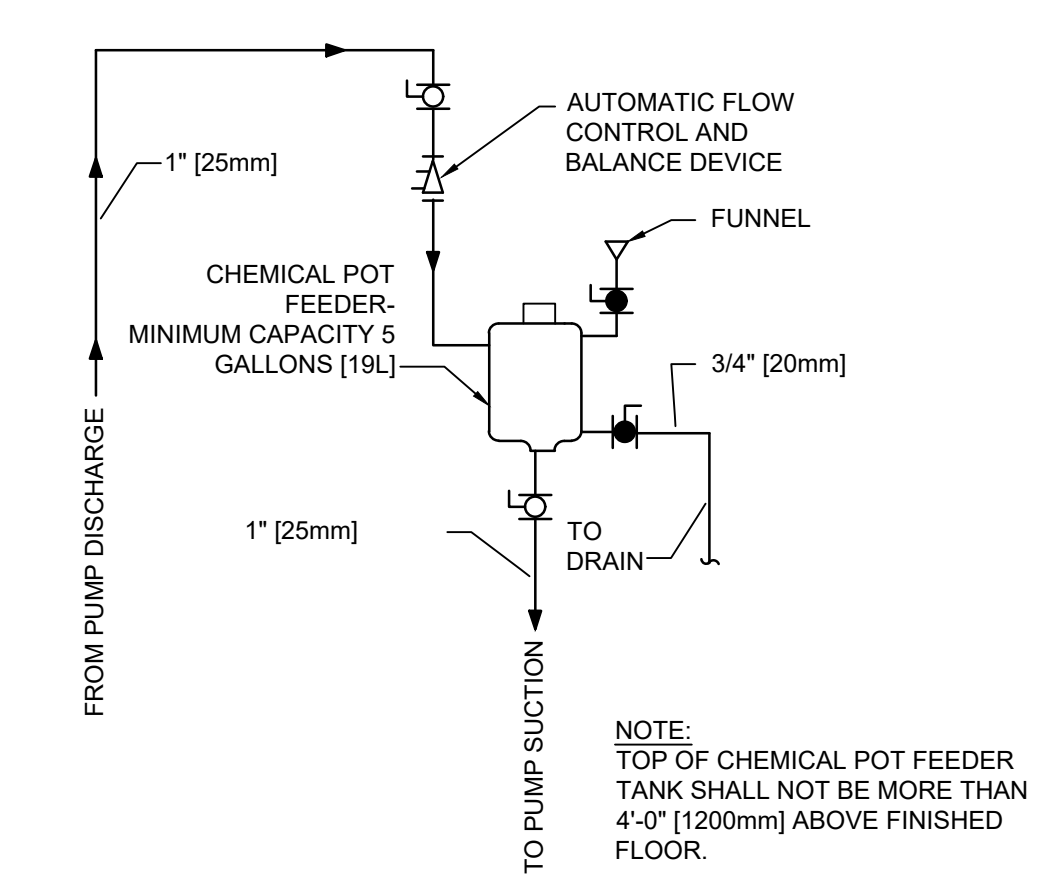 AUTOMATIC FLOW
CONTROL AND
BALANCE DEVICE
1" [25mm]
FUNNEL
CHEMICAL POT
FEEDER-
MINIMUM CAPACITY 5
GALLONS [19L]
3/4" [20mm]
FROM PUMP DISCHARGE
1" [25mm]
TO
DRAIN
TO PUMP SUCTION
NOTE:
TOP OF CHEMICAL POT FEEDER
TANK SHALL NOT BE MORE THAN
4'-0" [1200mm] ABOVE FINISHED
FLOOR.